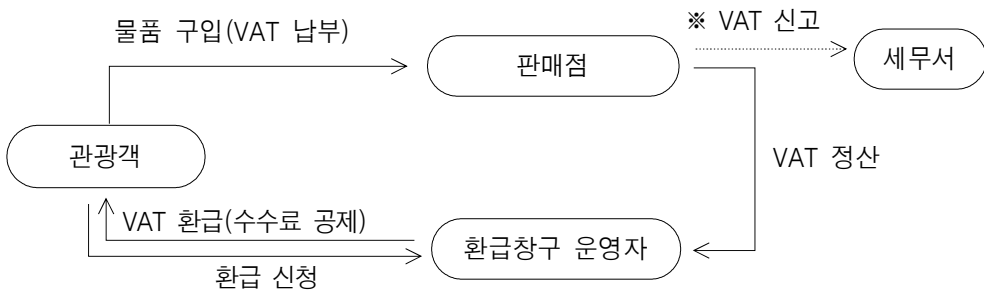 물품 구입(VAT 납부)
※ VAT 신고
판매점
세무서
관광객
VAT 정산
VAT 환급(수수료 공제)
환급창구 운영자
환급 신청